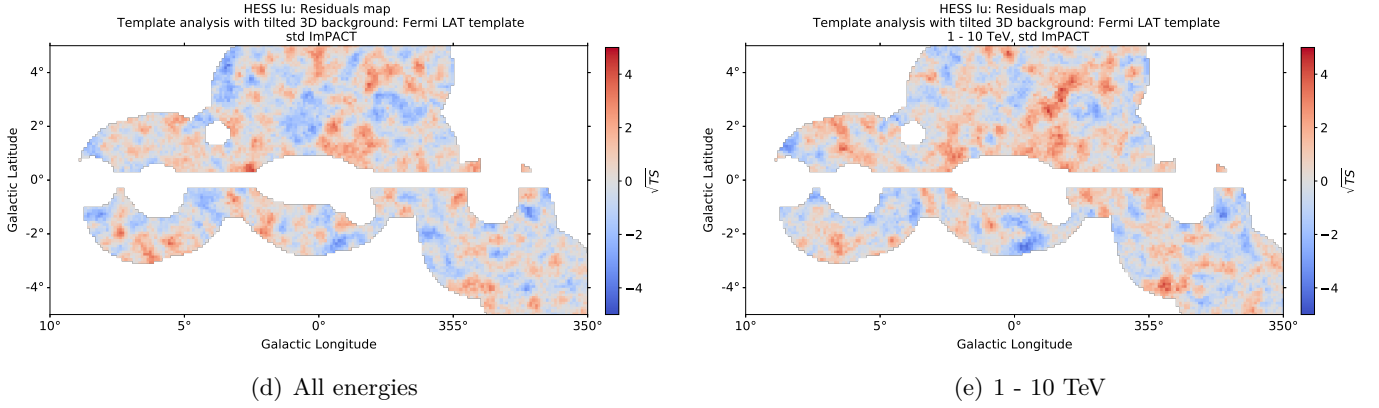 HESS Iu: Residuals map
Template analysis with tilted 3D background: Fermi LAT template
std ImPACT
4°
2°
0°
-2°
-4°
Galactic Latitude
10°
5°
0°
355°
350°
Galactic Longitude
4
2
0
−2
−4
√TS
(d) All energies
HESS Iu: Residuals map
Template analysis with tilted 3D background: Fermi LAT template
1 - 10 TeV, std ImPACT
4°
2°
0°
-2°
-4°
Galactic Latitude
10°
5°
0°
355°
350°
Galactic Longitude
4
2
0
−2
−4
√TS
(e) 1 - 10 TeV